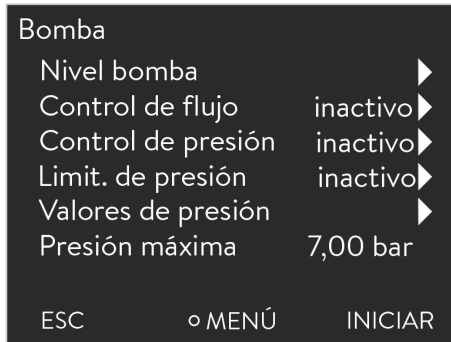 Bomba
Nivel bomba
Control de flujo inactivo
Control de presión inactivo
Limit. de presión inactivo
Valores de presión
Presión máxima 7,00 bar
ESC MENÚ INICIAR